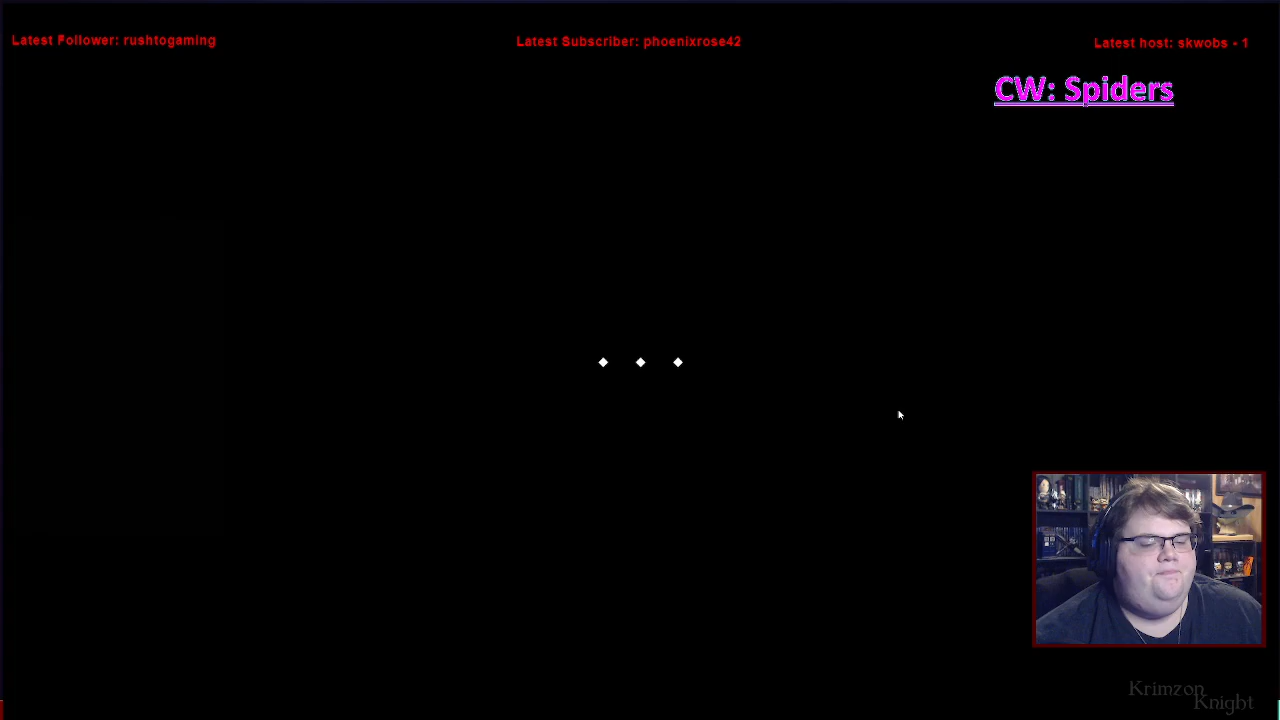 Latest Follower: rushtogaming
Latest Subscriber: phoenixrose42
Latest host: skwobs - 1
CW: Spiders
Krimzon
Knight